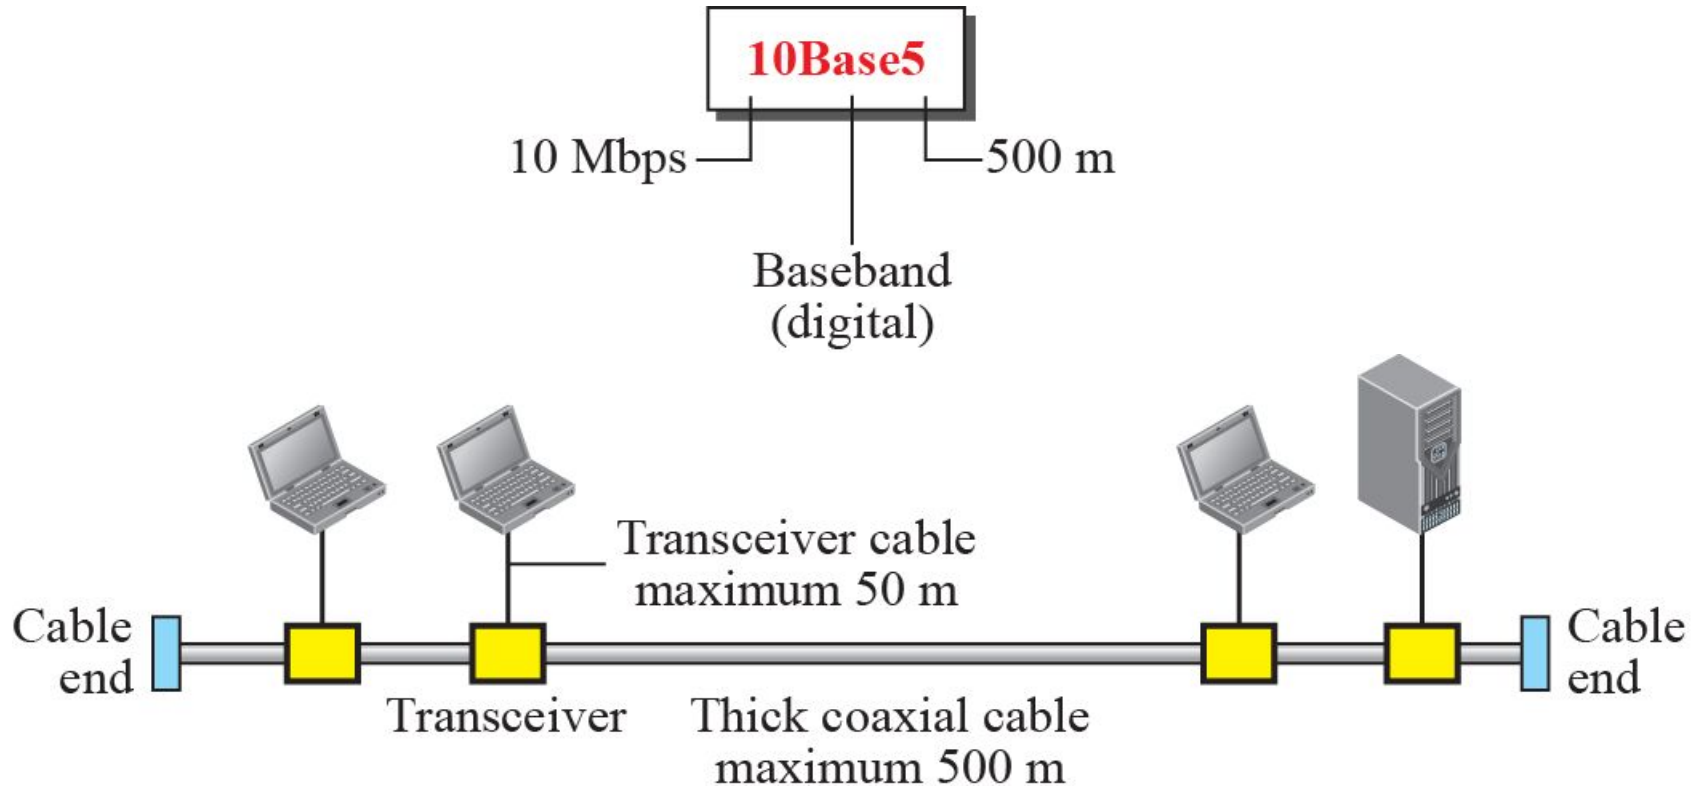 10Base5
10 Mbps
500 m
Baseband
(digital)
Transceiver cable
maximum 50 m
Cable
end
Cable
end
Transceiver
Thick coaxial cable
maximum 500 m